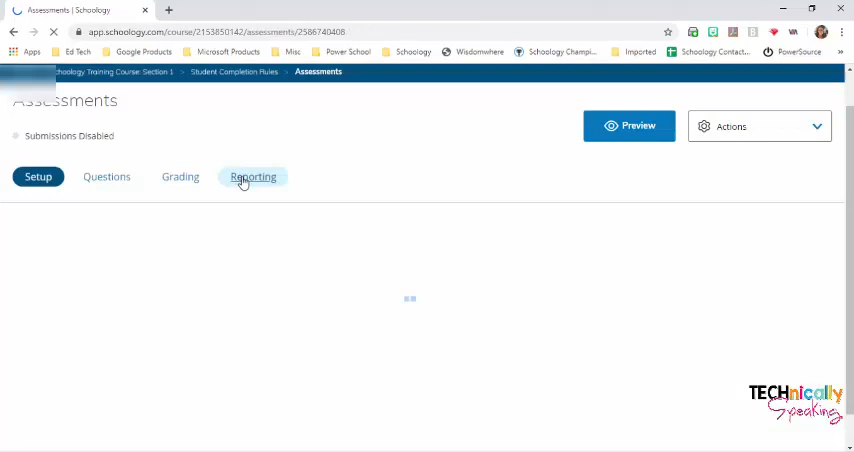 Assessments | Schoology
app.schoology.com/course/2153850142/assessments/2586740408
Apps Ed Tech Google Products Microsoft Products Misc Power School Schoology Wisdomwhere Schoology Champi... Imported Schoology Contact... PowerSource »
choology Training Course: Section 1 > Student Completion Rules > Assessments
Assessments
Submissions Disabled
Preview
Actions
Setup Questions Grading Reporting
TECHnically
Speaking